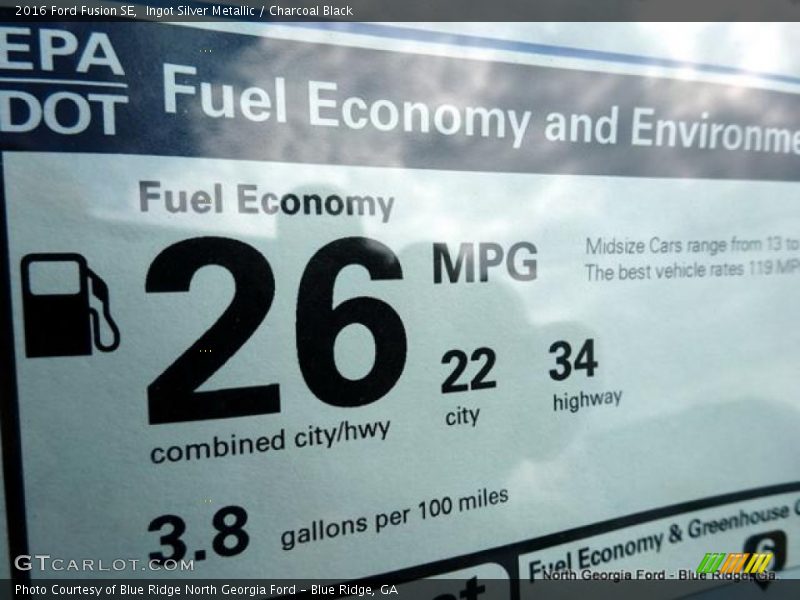 2016 Ford Fusion SE, Ingot Silver Metallic / Charcoal Black
EPA
DOT
Fuel Economy and Environme
Fuel Economy
26
MPG
Midsize Cars range from 13 to
The best vehicle rates 119 MP
22
city
34
highway
combined city/hwy
3.8
gallons per 100 miles
Fuel Economy & Greenhouse G
6
GTCARLOT.COM
North Georgia Ford - Blue Ridge, Ga.
Photo Courtesy of Blue Ridge North Georgia Ford - Blue Ridge, GA